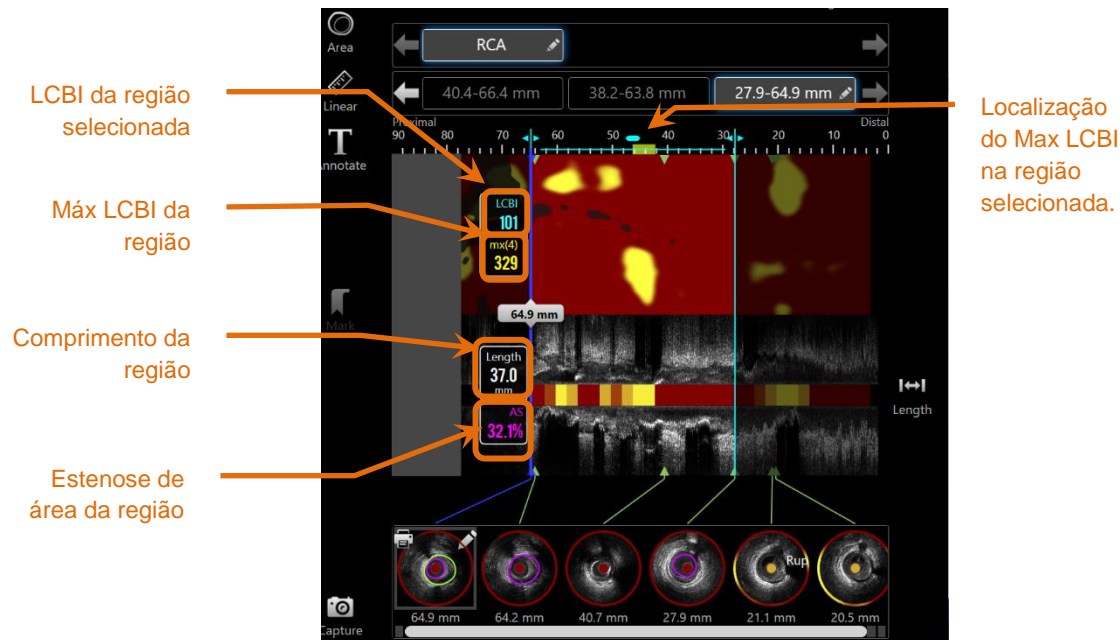 Area
RCA
Linear
40.4-66.4 mm
38.2-63.8 mm
27.9-64.9 mm
LCBI da região
selecionada
Localização
do Max LCBI
na região
selecionada.
Proximal
Distal
90 80 70 60 50 40 30 20 10 0
Annotate
LCBI
101
Máx LCBI da
região
mx(4)
329
Mark
64.9 mm
Comprimento da
região
Length
37.0
mm
Length
AS
32.1%
Estenose de
área da região
Rup
64.9 mm
64.2 mm
40.7 mm
27.9 mm
21.1 mm
20.5 mm
Capture